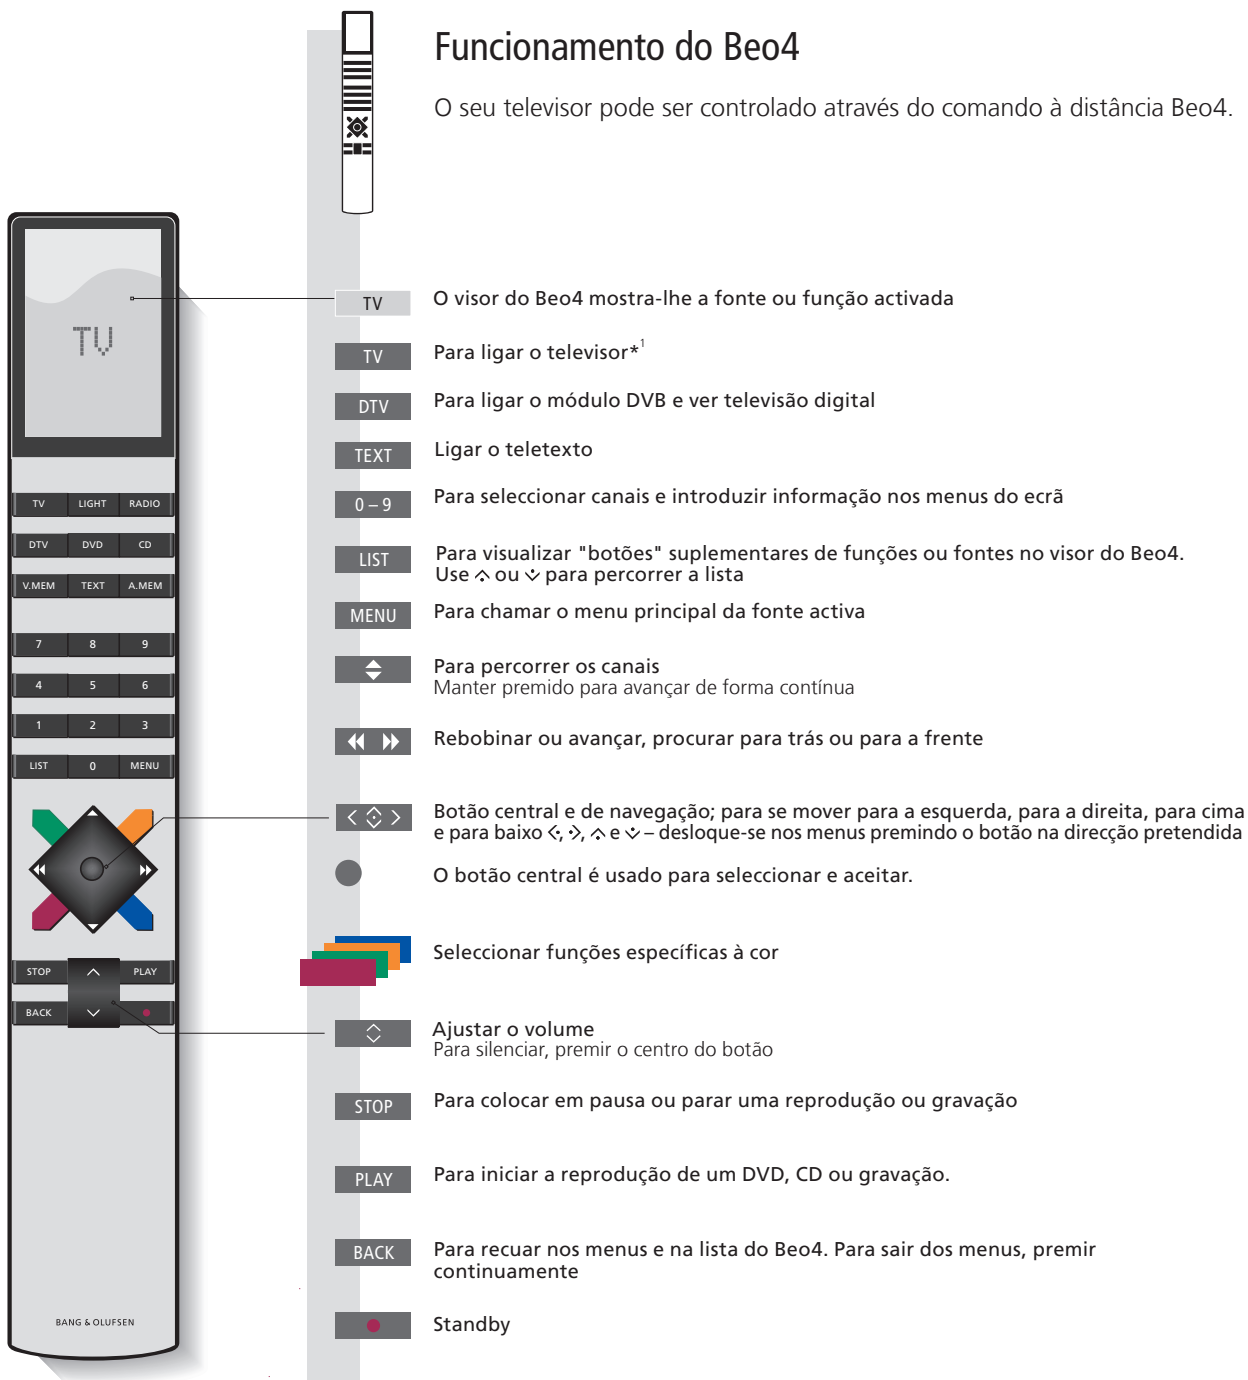 Funcionamento do Beo4
O seu televisor pode ser controlado através do comando à distância Beo4.
TV
TV LIGHT RADIO
DTV DVD CD
V.MEM TEXT A.MEM
7 8 9
4 5 6
1 2 3
LIST 0 MENU
STOP PLAY
BACK
BANG & OLUFSEN
TV O visor do Beo4 mostra-lhe a fonte ou função activada
TV Para ligar o televisor*1
DTV Para ligar o módulo DVB e ver televisão digital
TEXT Ligar o teletexto
0 – 9 Para seleccionar canais e introduzir informação nos menus do ecrã
LIST Para visualizar "botões" suplementares de funções ou fontes no visor do Beo4.
Use ou para percorrer a lista
MENU Para chamar o menu principal da fonte activa
Para percorrer os canais
Manter premido para avançar de forma contínua
Rebobinar ou avançar, procurar para trás ou para a frente
Botão central e de navegação; para se mover para a esquerda, para a direita, para cima
e para baixo , , e – desloque-se nos menus premindo o botão na direcção pretendida
O botão central é usado para seleccionar e aceitar.
Seleccionar funções específicas à cor
Ajustar o volume
Para silenciar, premir o centro do botão
STOP Para colocar em pausa ou parar uma reprodução ou gravação
PLAY Para iniciar a reprodução de um DVD, CD ou gravação.
BACK Para recuar nos menus e na lista do Beo4. Para sair dos menus, premir
continuamente
Standby